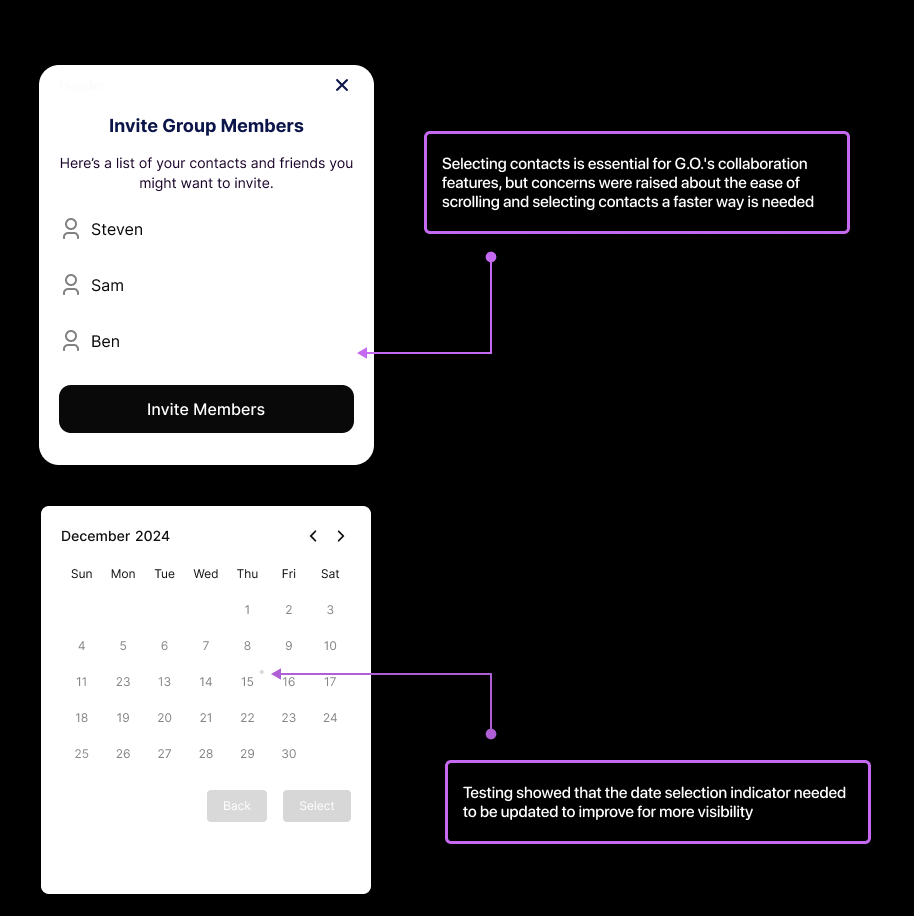 Invite Group Members
Here's a list of your contacts and friends you
might want to invite.
Steven
Sam
Ben
Invite Members
Selecting contacts is essential for G.O.'s collaboration
features, but concerns were raised about the ease of
scrolling and selecting contacts a faster way is needed
December 2024
Sun Mon Tue Wed Thu Fri Sat
1 2 3
4 5 6 7 8 9 10
11 23 13 14 15 16 17
18 19 20 21 22 23 24
25 26 27 28 29 30
Back Select
Testing showed that the date selection indicator needed
to be updated to improve for more visibility